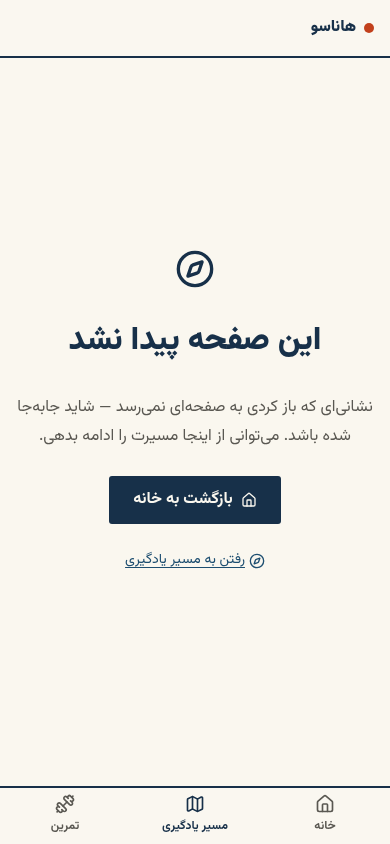 هاناسو
این صفحه پیدا نشد
نشانی‌ای که باز کردی به صفحه‌ای نمی‌رسد — شاید جابه‌جا
شده باشد. می‌توانی از اینجا مسیرت را ادامه بدهی.
بازگشت به خانه
رفتن به مسیر یادگیری
خانه
مسیر یادگیری
تمرین